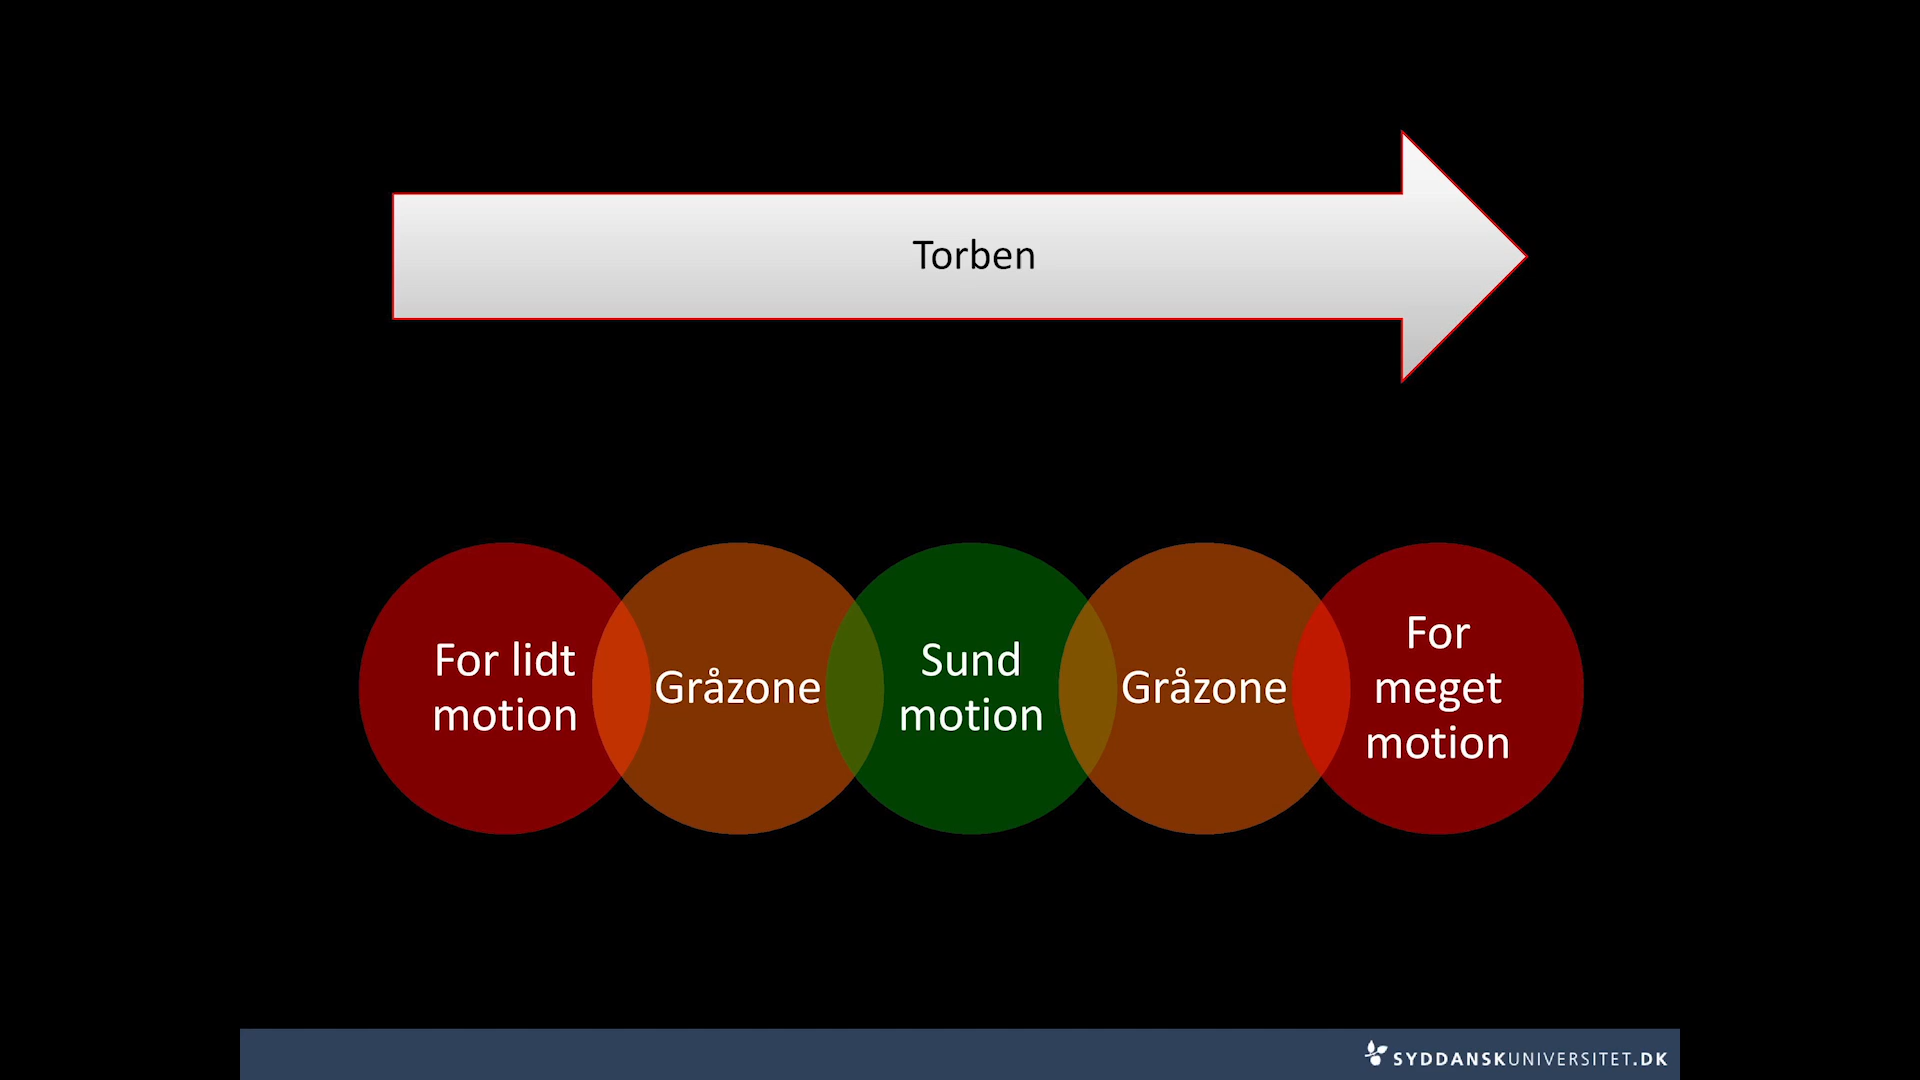 Torben
For lidt
motion
Gråzone
Sund
motion
Gråzone
For
meget
motion
SYDDANSKUNIVERSITET.DK